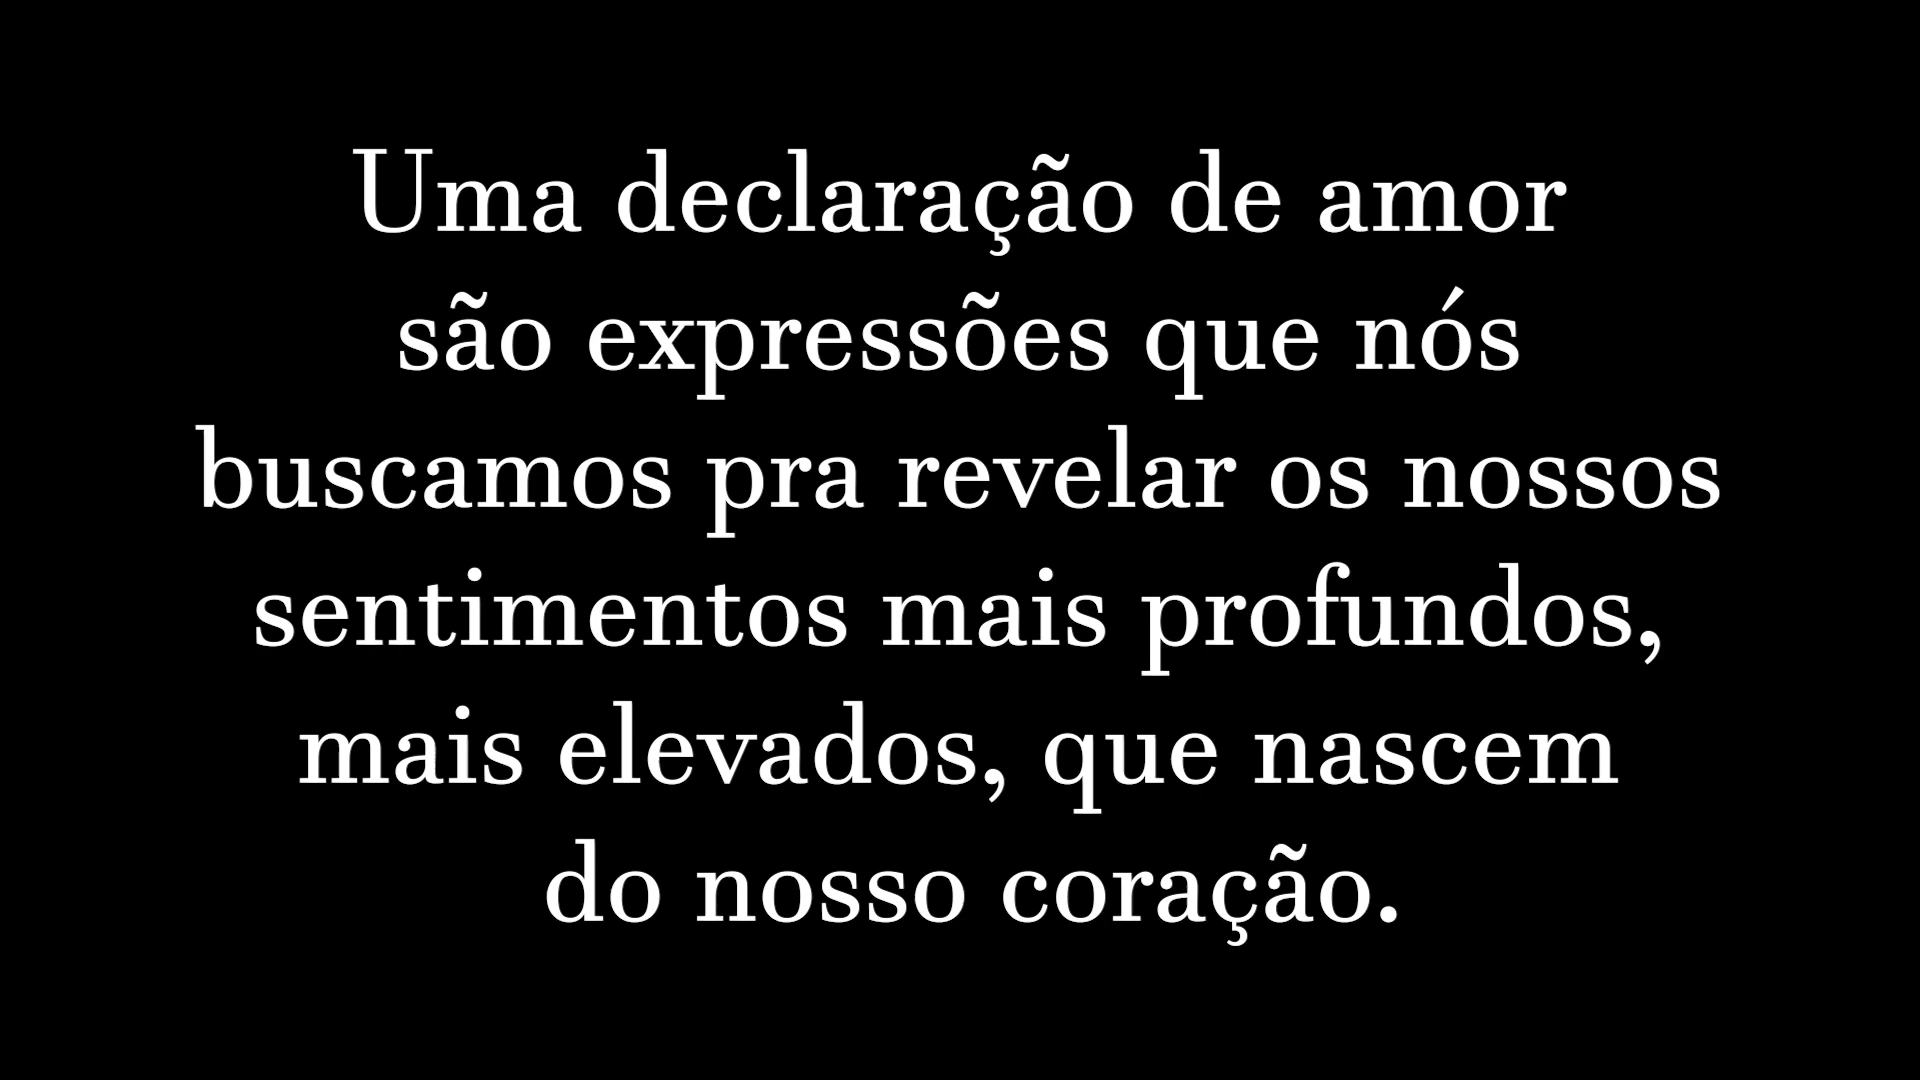 Uma declaração de amor
são expressões que nós
buscamos pra revelar os nossos
sentimentos mais profundos,
mais elevados, que nascem
do nosso coração.